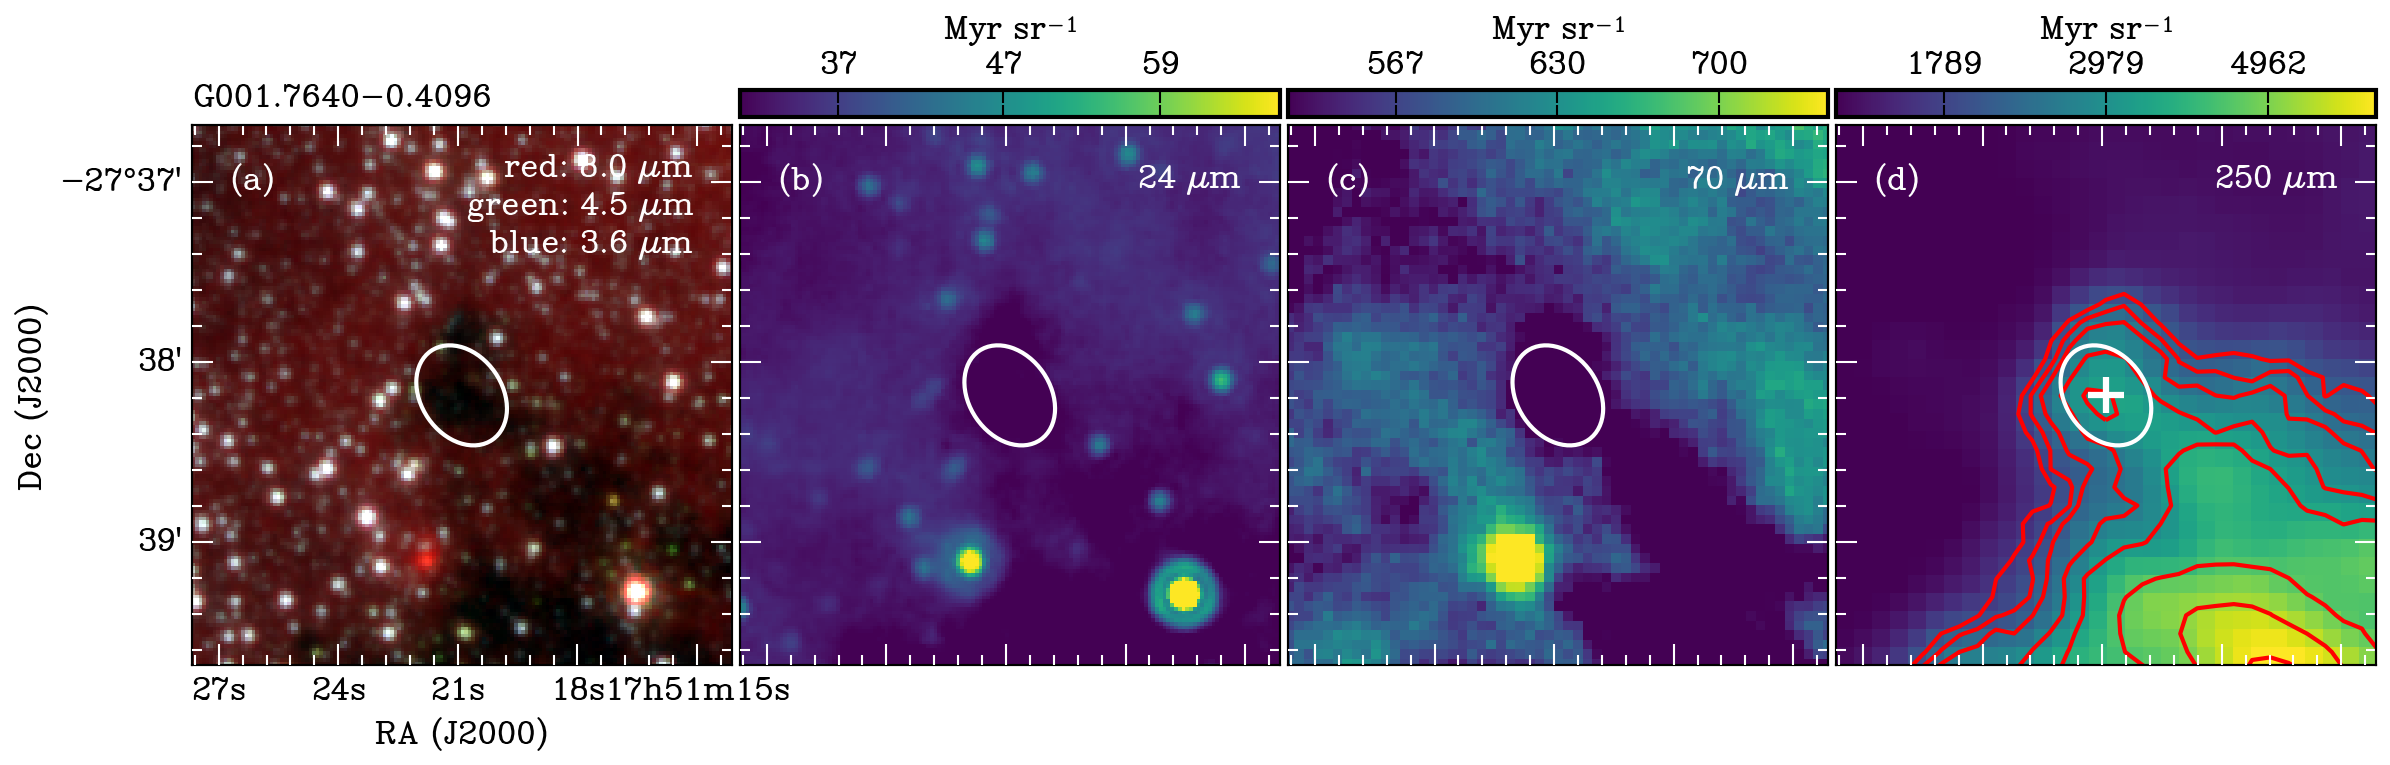 Myr sr−1
Myr sr−1
Myr sr−1
37 47 59
567 630 700
1789 2979 4962
G001.7640−0.4096
(a)
red: 8.0 μm
green: 4.5 μm
blue: 3.6 μm
(b)
24 μm
(c)
70 μm
(d)
250 μm
−27°37'
38'
39'
Dec (J2000)
27s 24s 21s 18s17h51m15s
RA (J2000)